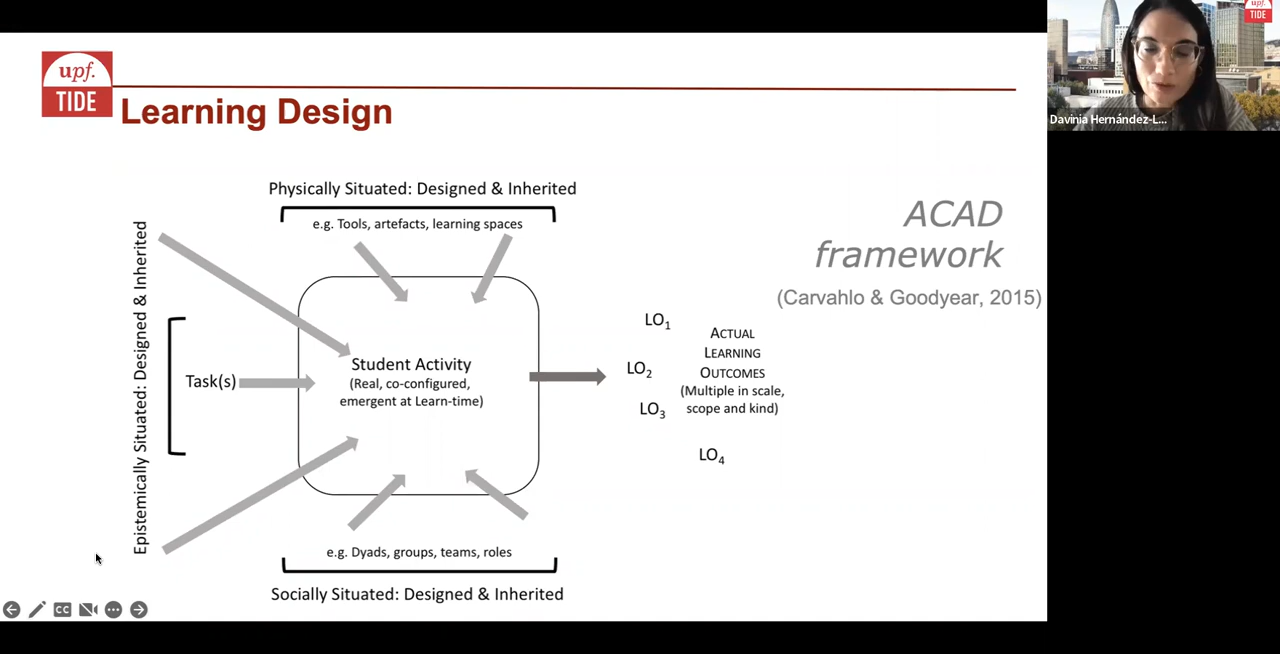 upf.
TIDE
Learning Design
Physically Situated: Designed & Inherited
e.g. Tools, artefacts, learning spaces
ACAD
framework
(Carvahlo & Goodyear, 2015)
Epistemically Situated: Designed & Inherited
Task(s)
Student Activity
(Real, co-configured,
emergent at Learn-time)
LO1
LO2
LO3
LO4
ACTUAL
LEARNING
OUTCOMES
(Multiple in scale,
scope and kind)
e.g. Dyads, groups, teams, roles
Socially Situated: Designed & Inherited
CC
upf.
TIDE
Davinia Hernández-L...